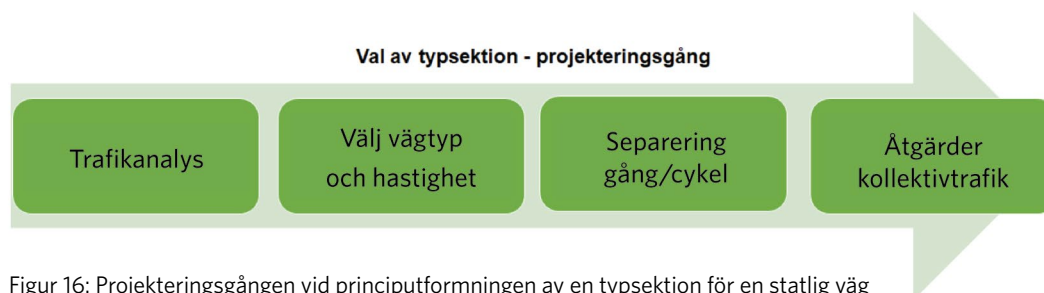 Val av typsektion - projekteringsgång
Trafikanalys
Välj vägtyp
och hastighet
Separering
gång/cykel
Åtgärder
kollektivtrafik
Figur 16: Projekteringsgången vid principutformningen av en typsektion för en statlig väg